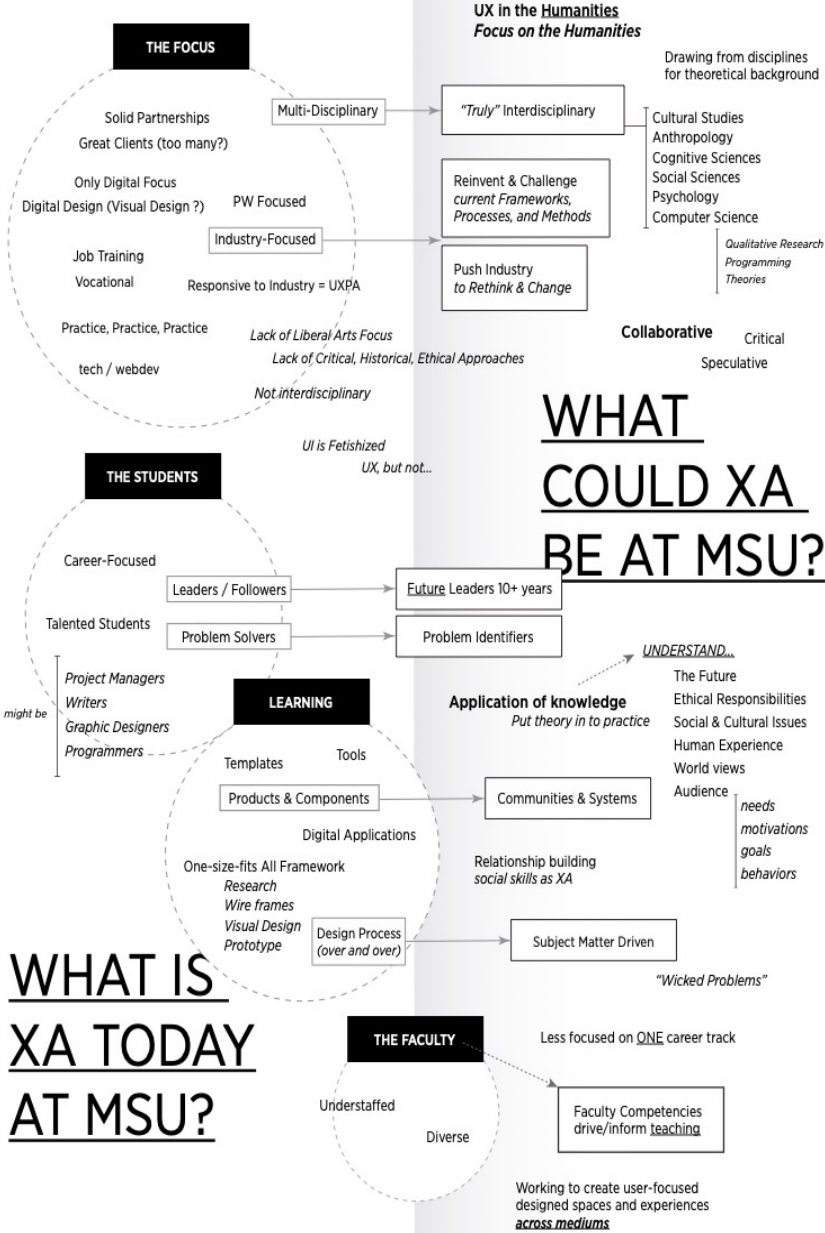 UX in the Humanities
Focus on the Humanities
THE FOCUS
Drawing from disciplines
for theoretical background
Solid Partnerships
Great Clients (too many?)
Multi-Disciplinary
“Truly” Interdisciplinary
Cultural Studies
Anthropology
Cognitive Sciences
Social Sciences
Psychology
Computer Science
Qualitative Research
Programming
Theories
Only Digital Focus
Digital Design (Visual Design ?)
PW Focused
Industry-Focused
Reinvent & Challenge
current Frameworks,
Processes, and Methods
Push Industry
to Rethink & Change
Job Training
Vocational
Responsive to Industry = UXPA
Practice, Practice, Practice
tech / webdev
Lack of Liberal Arts Focus
Lack of Critical, Historical, Ethical Approaches
Not interdisciplinary
UI is Fetishized
UX, but not...
Collaborative
Critical
Speculative
WHAT
COULD XA
BE AT MSU?
THE STUDENTS
Career-Focused
Leaders / Followers
Future Leaders 10+ years
Talented Students
Problem Solvers
Problem Identifiers
might be
Project Managers
Writers
Graphic Designers
Programmers
UNDERSTAND...
The Future
Ethical Responsibilities
Social & Cultural Issues
Human Experience
World views
Audience
needs
motivations
goals
behaviors
LEARNING
Application of knowledge
Put theory in to practice
Templates
Tools
Products & Components
Communities & Systems
Digital Applications
One-size-fits All Framework
Research
Wire frames
Visual Design
Prototype
Relationship building
social skills as XA
Design Process
(over and over)
Subject Matter Driven
“Wicked Problems”
WHAT IS
XA TODAY
AT MSU?
THE FACULTY
Less focused on ONE career track
Understaffed
Diverse
Faculty Competencies
drive/inform teaching
Working to create user-focused
designed spaces and experiences
across mediums